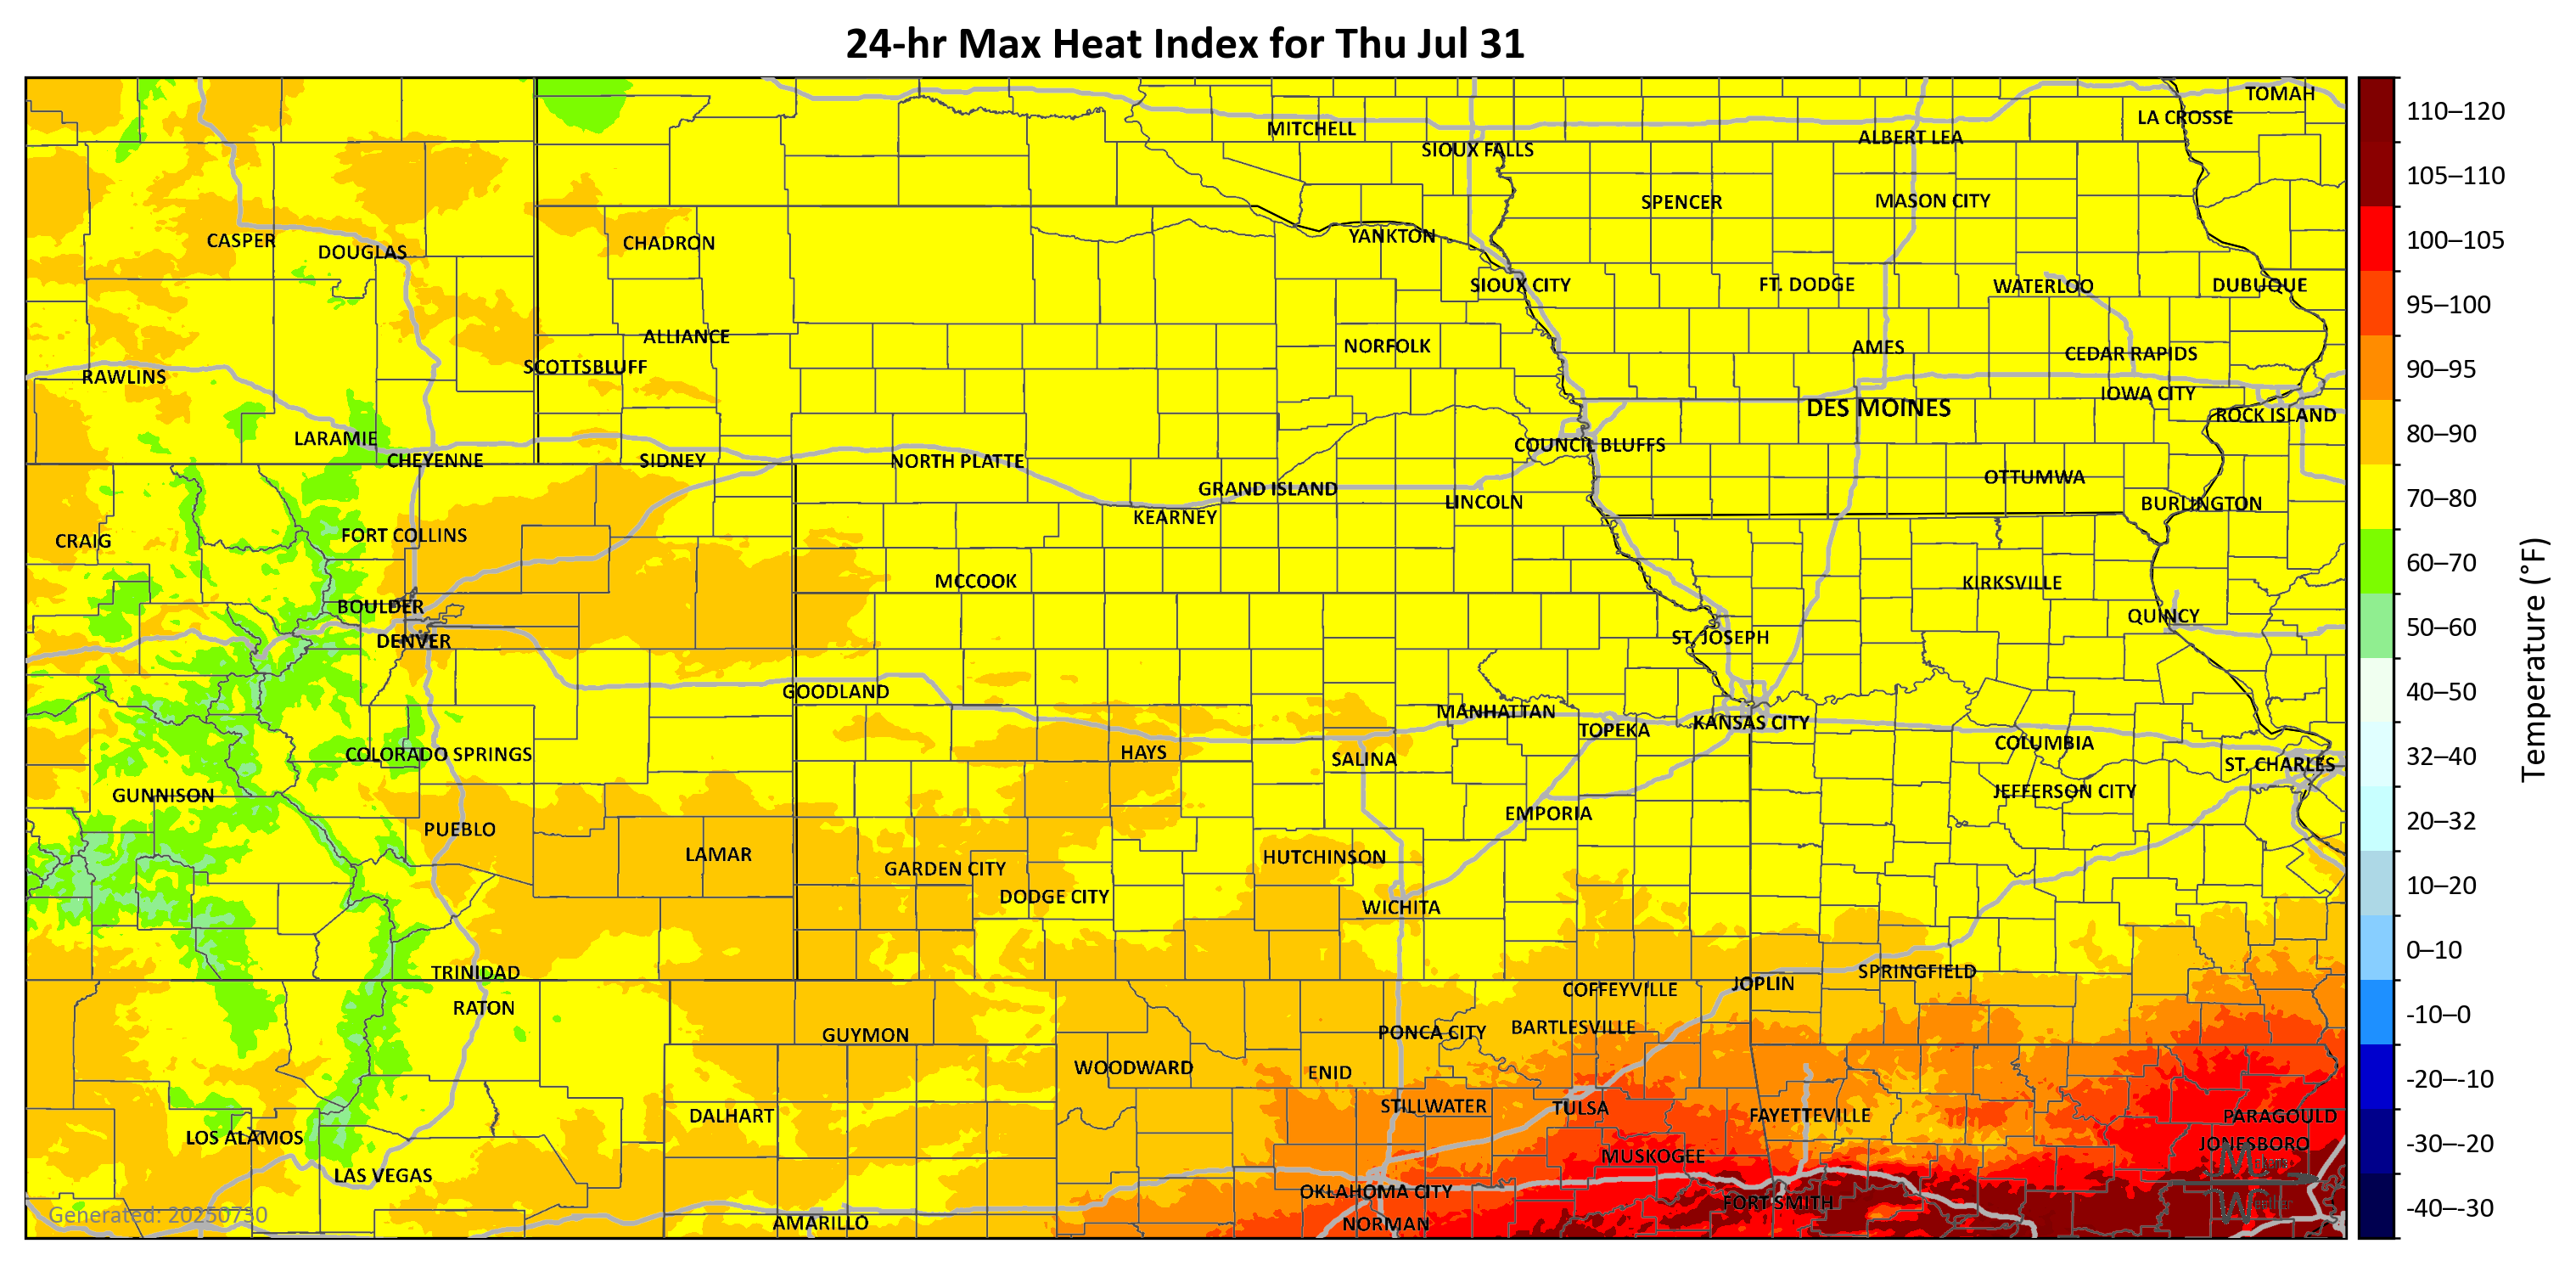 24-hr Max Heat Index for Thu Jul 31
TOMAH
LA CROSSE
MITCHELL
ALBERT LEA
SIOUX FALLS
SPENCER
MASON CITY
CASPER
DOUGLAS
CHADRON
YANKTON
SIOUX CITY
FT. DODGE
WATERLOO
DUBUQUE
ALLIANCE
NORFOLK
AMES
CEDAR RAPIDS
SCOTTSBLUFF
RAWLINS
IOWA CITY
DES MOINES
ROCK ISLAND
LARAMIE
COUNCIL BLUFFS
CHEYENNE
SIDNEY
NORTH PLATTE
OTTUMWA
GRAND ISLAND
LINCOLN
BURLINGTON
KEARNEY
CRAIG
FORT COLLINS
MCCOOK
KIRKSVILLE
BOULDER
QUINCY
DENVER
ST. JOSEPH
GOODLAND
MANHATTAN
TOPEKA
KANSAS CITY
COLUMBIA
COLORADO SPRINGS
HAYS
SALINA
ST. CHARLES
GUNNISON
JEFFERSON CITY
EMPORIA
PUEBLO
LAMAR
HUTCHINSON
GARDEN CITY
DODGE CITY
WICHITA
TRINIDAD
SPRINGFIELD
JOPLIN
COFFEYVILLE
RATON
GUYMON
PONCA CITY
BARTLESVILLE
WOODWARD
ENID
STILLWATER
TULSA
DALHART
FAYETTEVILLE
PARAGOULD
LOS ALAMOS
JONESBORO
MUSKOGEE
LAS VEGAS
OKLAHOMA CITY
FORT SMITH
Generated: 20250730
AMARILLO
NORMAN
110–120
105–110
100–105
95–100
90–95
80–90
70–80
60–70
50–60
40–50
32–40
20–32
10–20
0–10
-10–0
-20–-10
-30–-20
-40–-30
Temperature (°F)